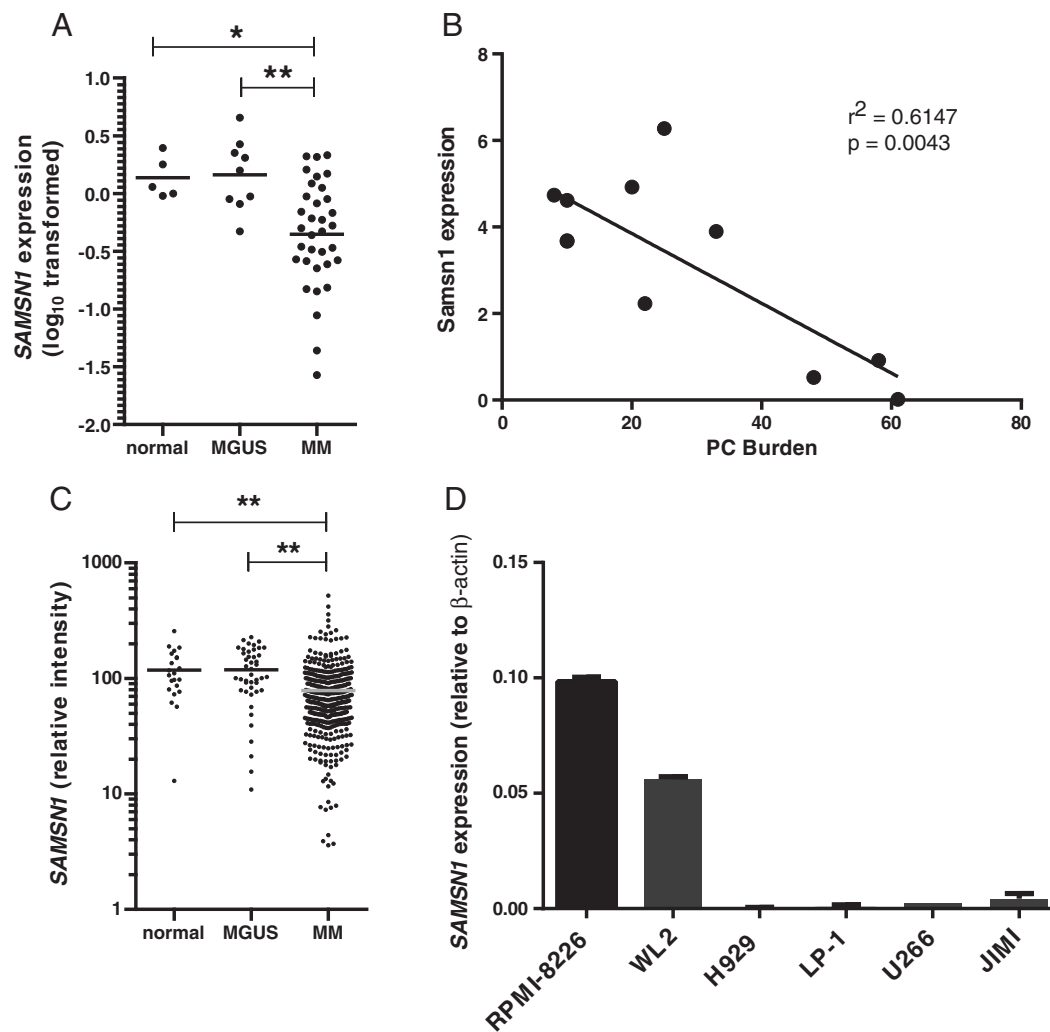 A
*
**
1.0
0.5
0.0
-0.5
-1.0
-1.5
-2.0
SAMSN1 expression
(log10 transformed)
normal MGUS MM
B
r2 = 0.6147
p = 0.0043
8
6
4
2
0
Samsn1 expression
0 20 40 60 80
PC Burden
C
**
**
1000
100
10
1
SAMSN1 (relative intensity)
normal MGUS MM
D
0.15
0.10
0.05
0.00
SAMSN1 expression (relative to β-actin)
RPMI-8226
WL2
H929
LP-1
U266
JIMI